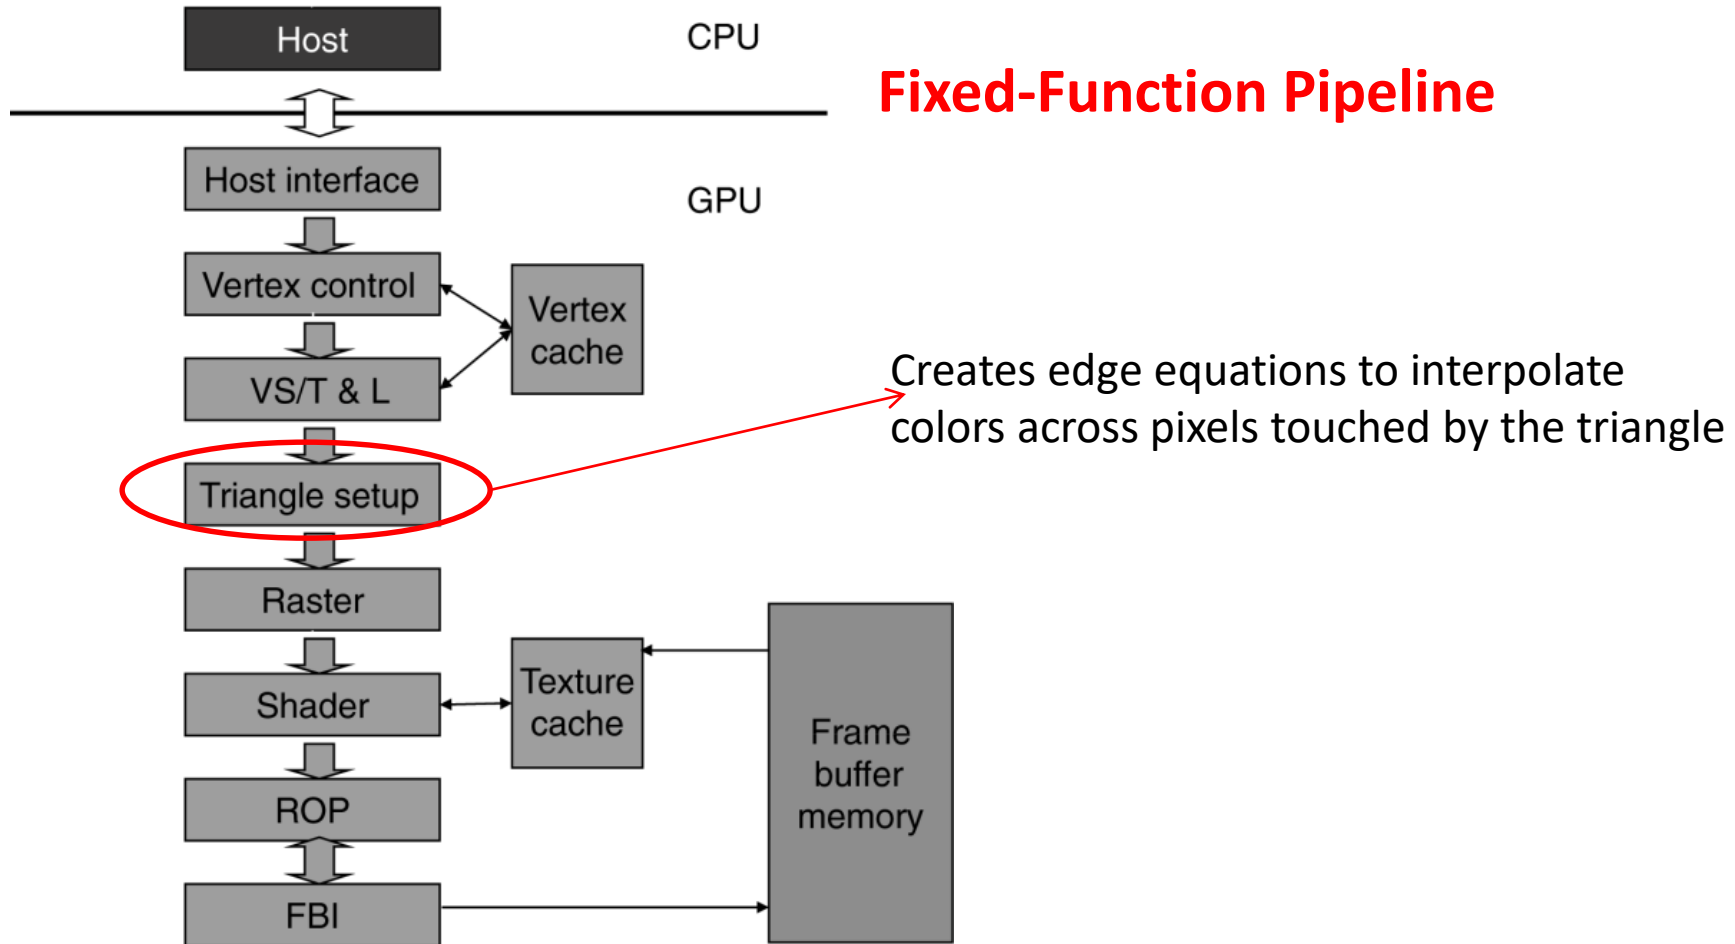 Host
CPU
Fixed-Function Pipeline
Host interface
GPU
Vertex control
Vertex
cache
VS/T & L
Creates edge equations to interpolate
colors across pixels touched by the triangle
Triangle setup
Raster
Shader
Texture
cache
Frame
buffer
memory
ROP
FBI